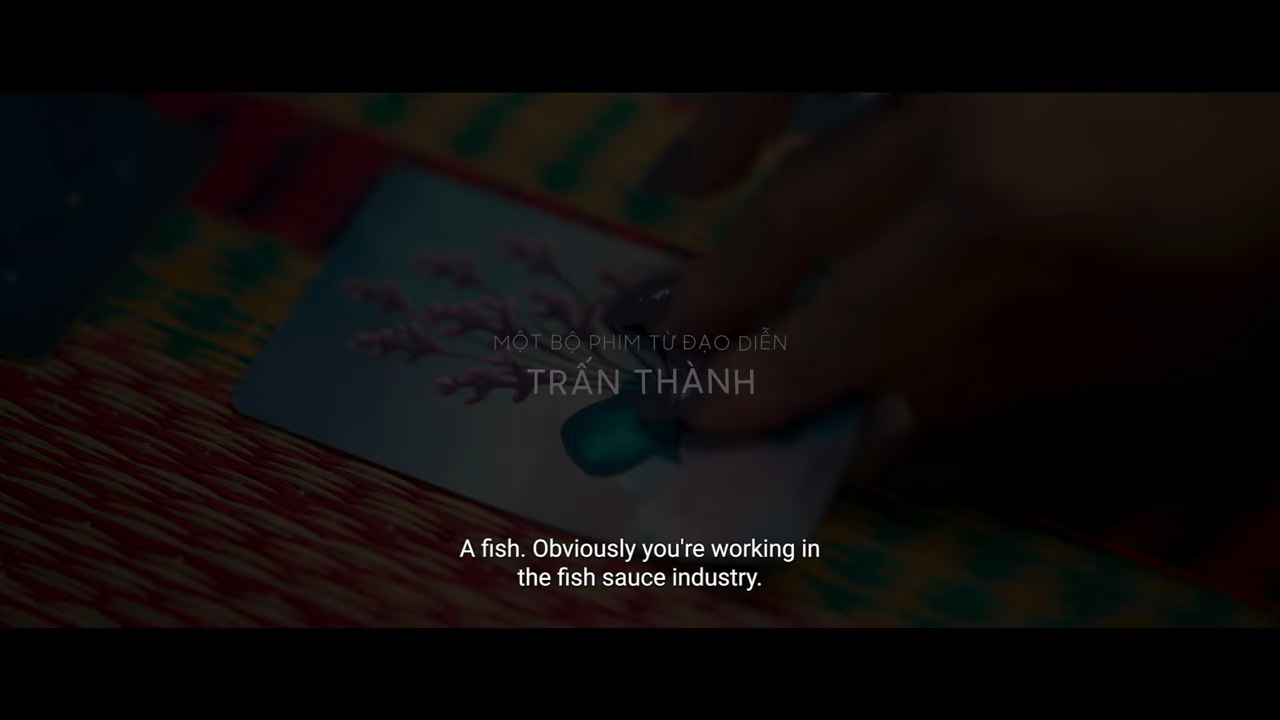 MỘT BỘ PHIM TỪ ĐẠO DIỄN
TRẤN THÀNH
A fish. Obviously you're working in
the fish sauce industry.